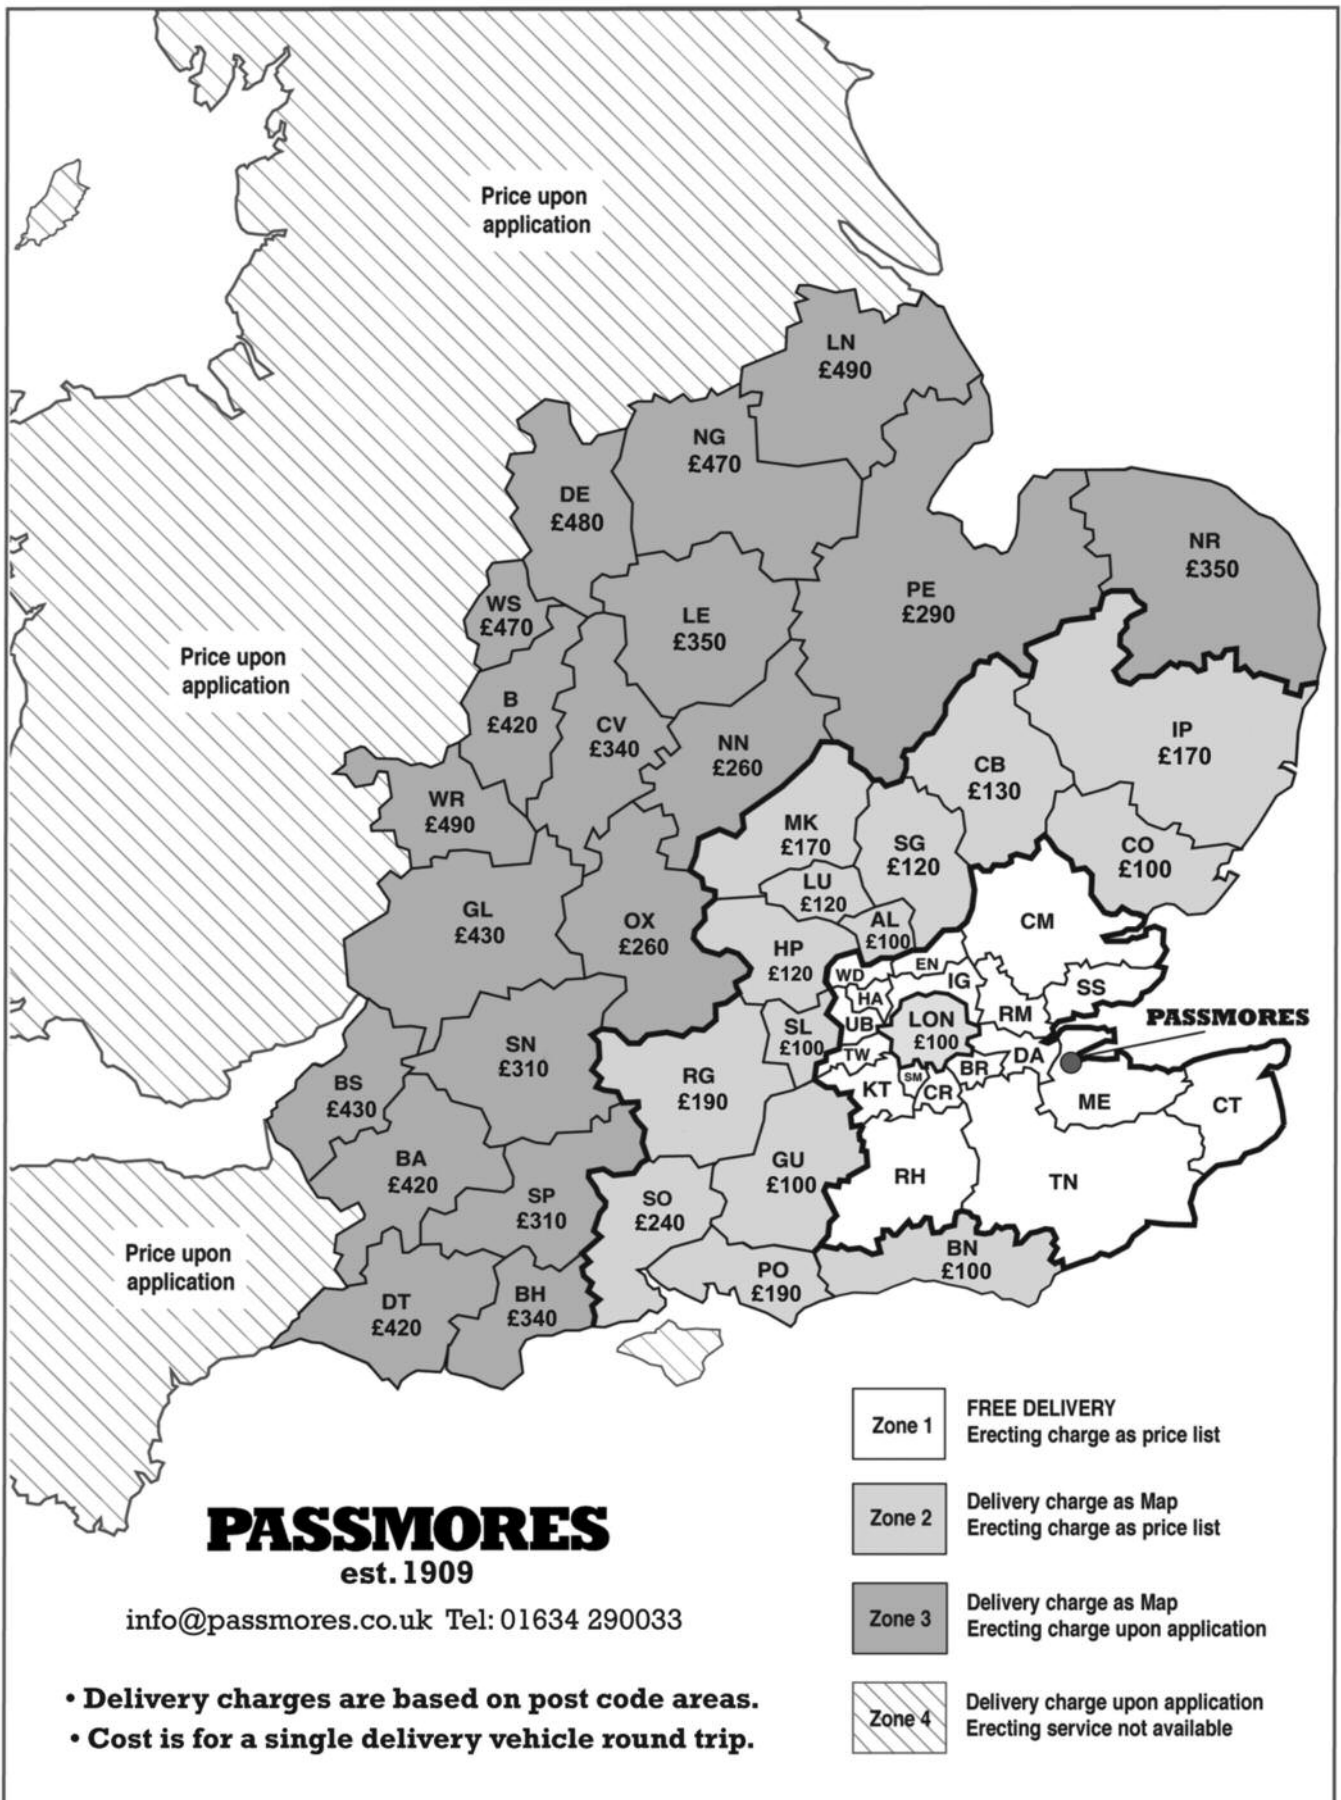 Price upon
application
LN
£490
NG
£470
DE
£480
NR
£350
PE
£290
WS
£470
LE
£350
Price upon
application
B
£420
CV
£340
NN
£260
IP
£170
CB
£130
WR
£490
MK
£170
SG
£120
CO
£100
LU
£120
GL
£430
OX
£260
AL
£100
CM
HP
£120
WD
EN
IG
SS
HA
RM
PASSMORES
LON
£100
UB
SL
£100
SN
£310
TW
DA
BR
BS
£430
RG
£190
KT
SM
CR
ME
CT
BA
£420
GU
£100
RH
TN
SP
£310
SO
£240
Price upon
application
BN
£100
PO
£190
DT
£420
BH
£340
Zone 1
FREE DELIVERY
Erecting charge as price list
Zone 2
Delivery charge as Map
Erecting charge as price list
Zone 3
Delivery charge as Map
Erecting charge upon application
Zone 4
Delivery charge upon application
Erecting service not available
PASSMORES
est. 1909
info@passmores.co.uk Tel: 01634 290033
• Delivery charges are based on post code areas.
• Cost is for a single delivery vehicle round trip.